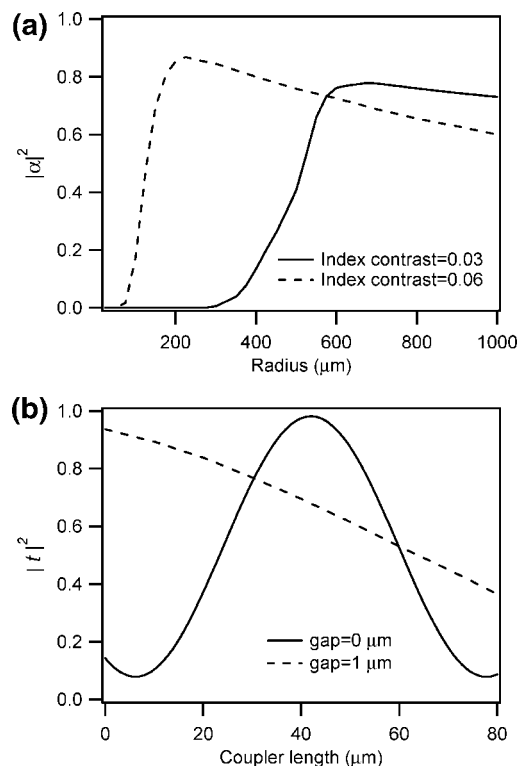 (a)
1.0
0.8
0.6
0.4
0.2
0.0
|α|²
Index contrast=0.03
Index contrast=0.06
200
400
600
800
1000
Radius (μm)
(b)
1.0
0.8
0.6
0.4
0.2
0.0
| t |²
gap=0 μm
gap=1 μm
0
20
40
60
80
Coupler length (μm)